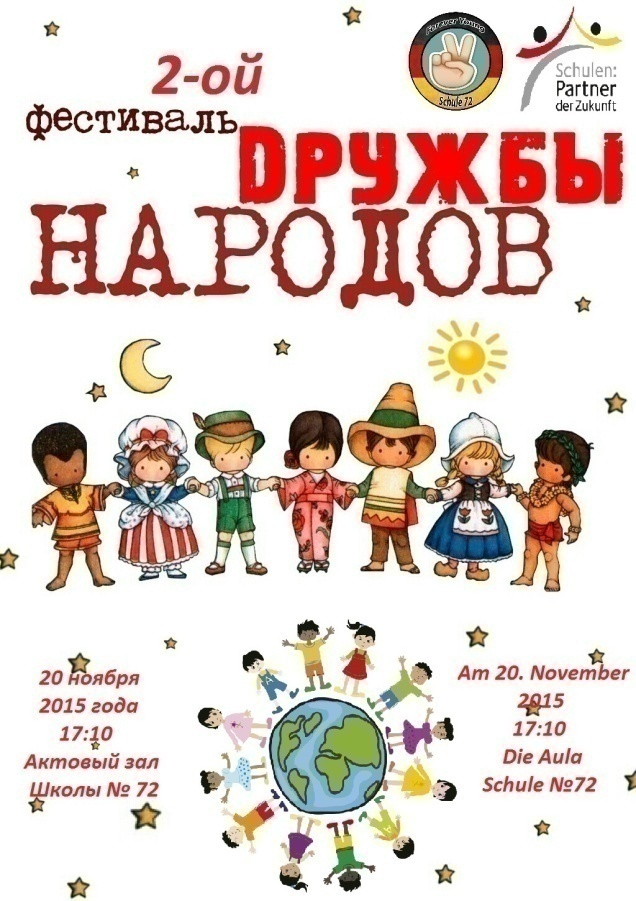 2-ой
фестиваль
Dружбы
НАРОДОВ
Forever Young
Schule 72
Schulen:
Partner
der Zukunft
20 ноября
2015 года
17:10
Актовый зал
Школы № 72
Am 20. November
2015
17:10
Die Aula
Schule №72